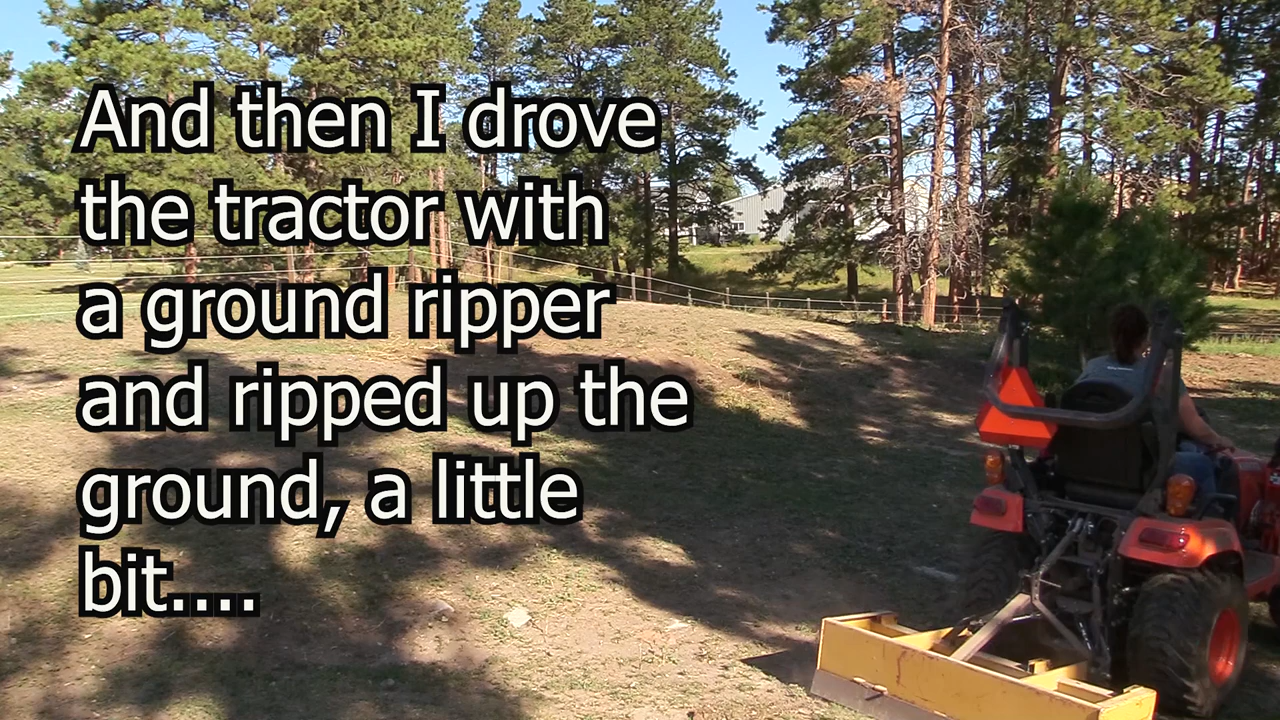 And then I drove
the tractor with
a ground ripper
and ripped up the
ground, a little
bit....